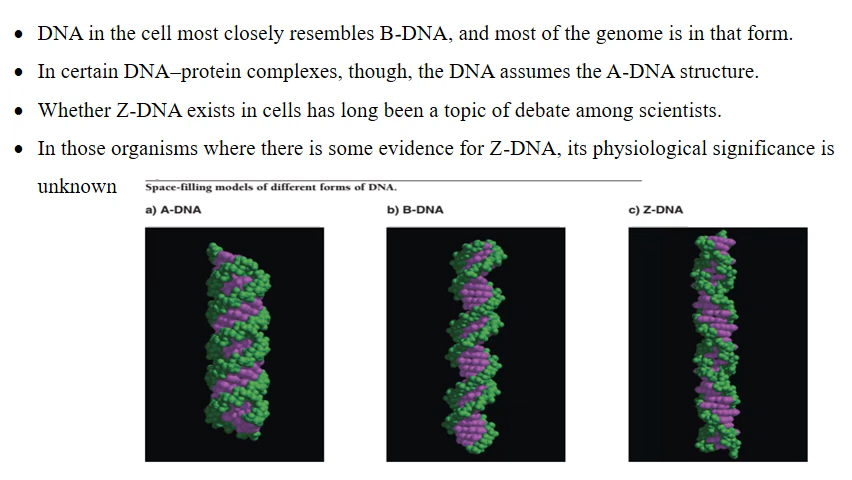 • DNA in the cell most closely resembles B-DNA, and most of the genome is in that form.
• In certain DNA–protein complexes, though, the DNA assumes the A-DNA structure.
• Whether Z-DNA exists in cells has long been a topic of debate among scientists.
• In those organisms where there is some evidence for Z-DNA, its physiological significance is
unknown
Space-filling models of different forms of DNA.
a) A-DNA
b) B-DNA
c) Z-DNA